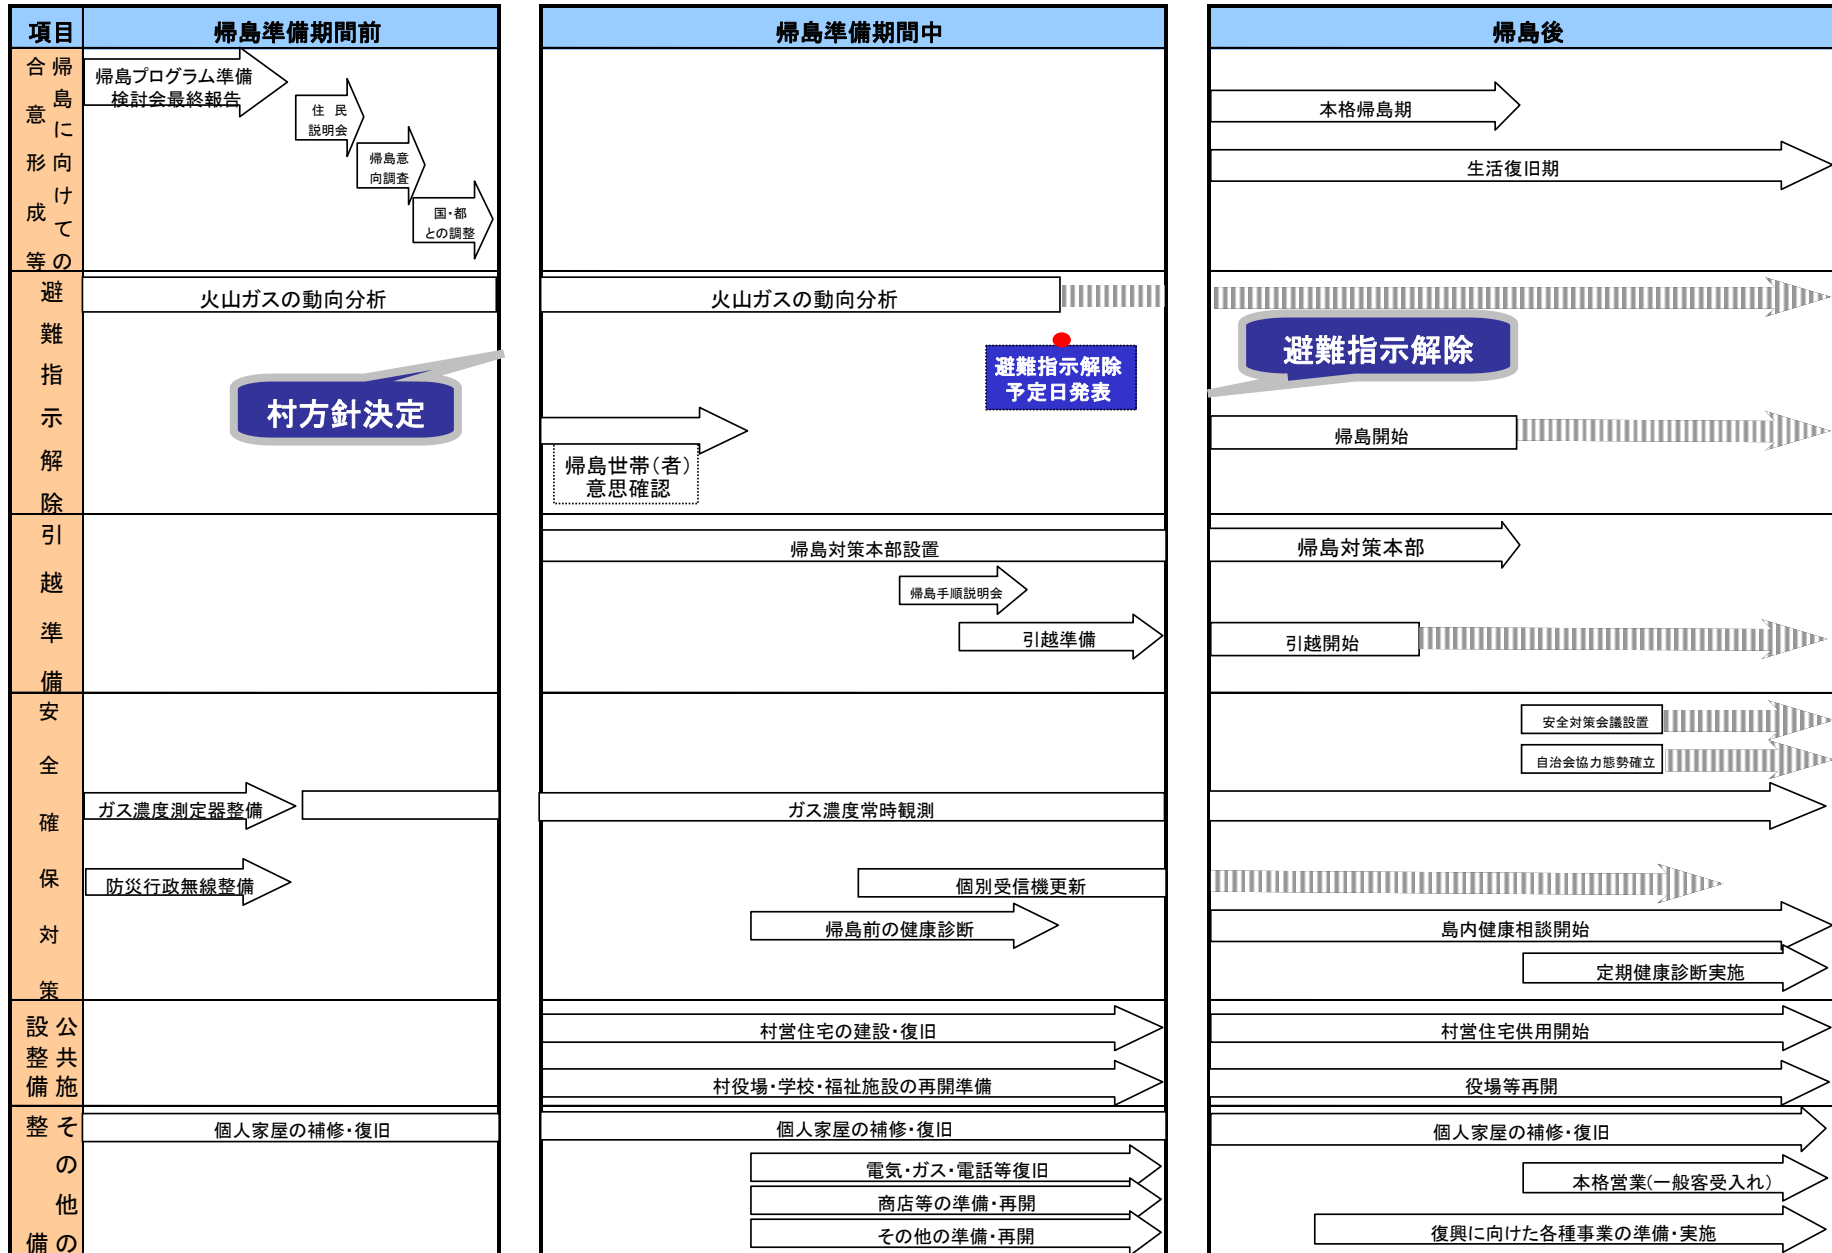 項目
帰島準備期間前
帰島準備期間中
帰島後
帰島に向けての
合意形成等
帰島プログラム準備
検討会最終報告
住 民
説明会
帰島意
向調査
国・都
との調整
本格帰島期
生活復旧期
避難指示解除
火山ガスの動向分析
火山ガスの動向分析
村方針決定
避難指示解除
予定日発表
避難指示解除
帰島世帯(者)
意思確認
帰島開始
引越準備
帰島対策本部設置
帰島対策本部
帰島手順説明会
引越準備
引越開始
安全確保対策
安全対策会議設置
自治会協力態勢確立
ガス濃度測定器整備
ガス濃度常時観測
防災行政無線整備
個別受信機更新
帰島前の健康診断
島内健康相談開始
定期健康診断実施
公共施
設整備
村営住宅の建設・復旧
村営住宅供用開始
村役場・学校・福祉施設の再開準備
役場等再開
その他の
整備
個人家屋の補修・復旧
個人家屋の補修・復旧
個人家屋の補修・復旧
電気・ガス・電話等復旧
本格営業(一般客受入れ)
商店等の準備・再開
その他の準備・再開
復興に向けた各種事業の準備・実施